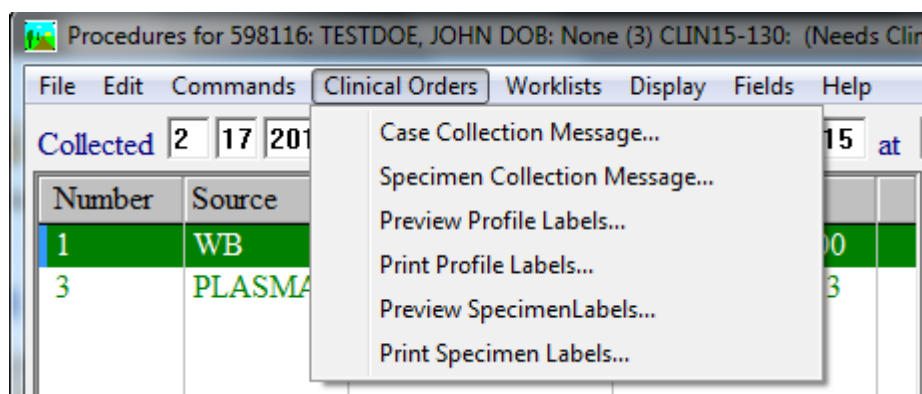 Procedures for 598116: TESTDOE, JOHN DOB: None (3) CLIN15-130: (Needs Clin
File Edit Commands Clinical Orders Worklists Display Fields Help
Collected 2 17 201 15 at
Number Source
1 WB 00
3 PLASMA 3
Case Collection Message...
Specimen Collection Message...
Preview Profile Labels...
Print Profile Labels...
Preview SpecimenLabels...
Print Specimen Labels...